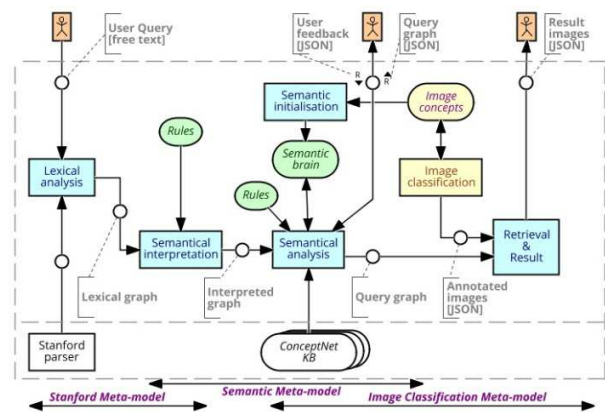 User Query
[free text]
User
feedback
[JSON]
Query
graph
[JSON]
Result
images
[JSON]
R
R
Semantic
initialisation
Image
concepts
Rules
Semantic
brain
Lexical
analysis
Rules
Image
classification
Semantical
interpretation
Semantical
analysis
Retrieval
&
Result
Lexical graph
Interpreted
graph
Query graph
Annotated
images
[JSON]
Stanford
parser
ConceptNet
KB
Stanford Meta-model
Semantic Meta-model
Image Classification Meta-model